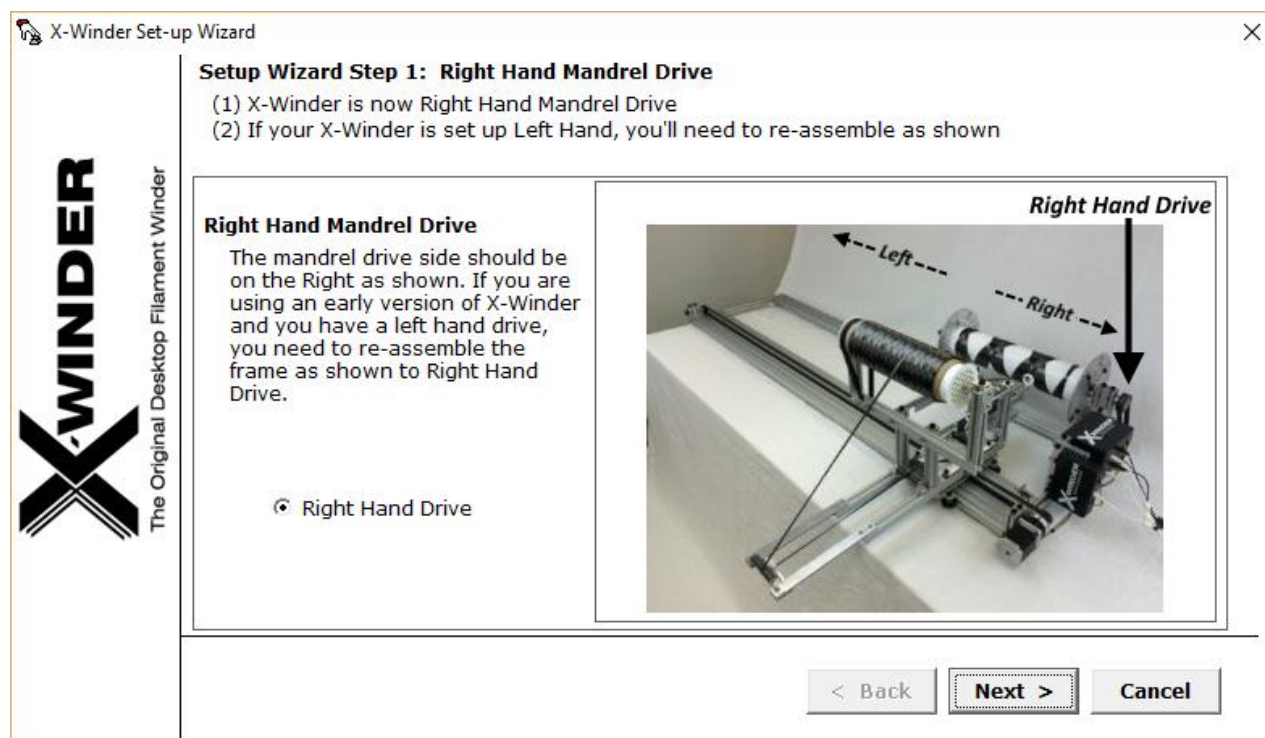 X-Winder Set-up Wizard
Setup Wizard Step 1: Right Hand Mandrel Drive
(1) X-Winder is now Right Hand Mandrel Drive
(2) If your X-Winder is set up Left Hand, you'll need to re-assemble as shown
X-WINDER
The Original Desktop Filament Winder
Right Hand Mandrel Drive
The mandrel drive side should be
on the Right as shown. If you are
using an early version of X-Winder
and you have a left hand drive,
you need to re-assemble the
frame as shown to Right Hand
Drive.
Right Hand Drive
Right Hand Drive
Left
Right
X-WINDER
X-WINDER
< Back
Next >
Cancel